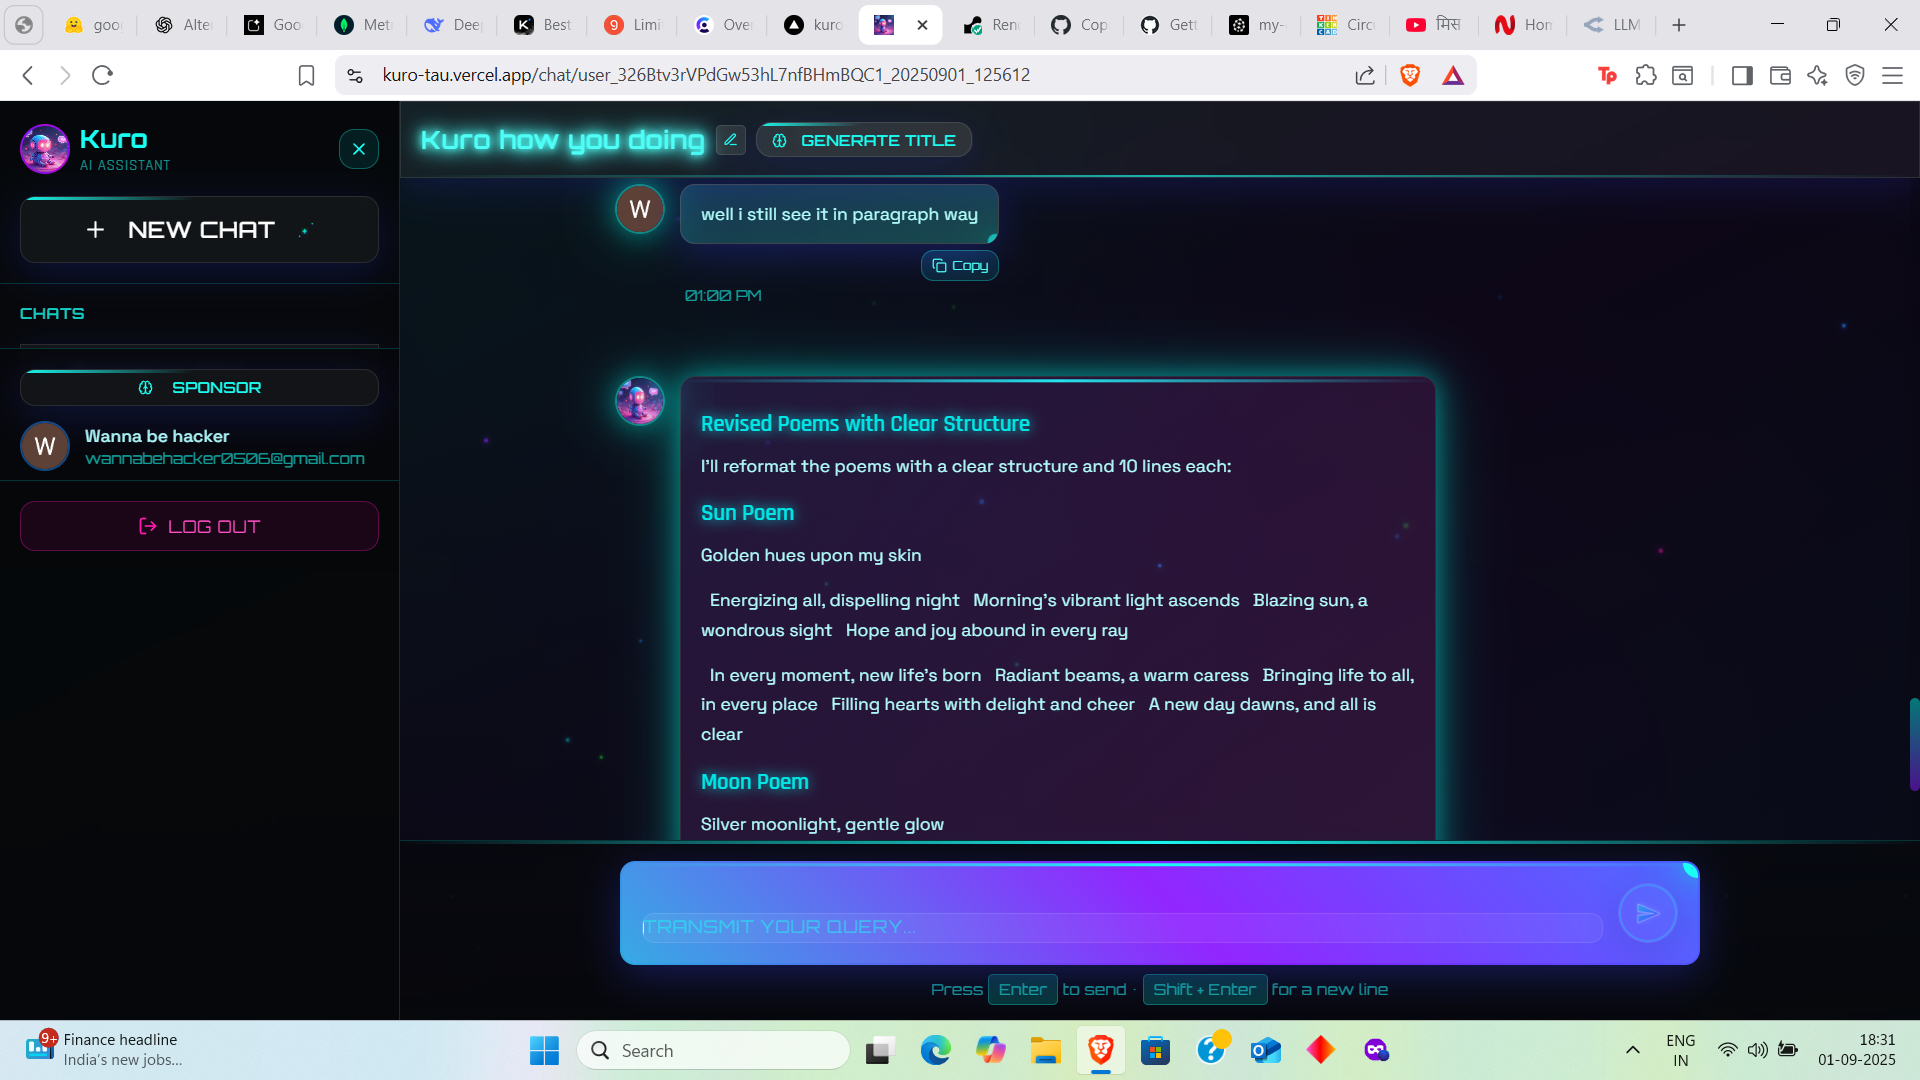 goo
Alte
Goo
Met
Dee
Best
Limi
Over
kuro
Ren
Cop
Gett
my-
Circ
मिस
Hon
LLM
kuro-tau.vercel.app/chat/user_326Btv3rVPdGw53hL7nfBHmBQC1_20250901_125612
Kuro
AI ASSISTANT
NEW CHAT
CHATS
SPONSOR
W
Wanna be hacker
wannabehacker0506@gmail.com
LOG OUT
Kuro how you doing
GENERATE TITLE
W
well i still see it in paragraph way
Copy
01:00 PM
Revised Poems with Clear Structure
I'll reformat the poems with a clear structure and 10 lines each:
Sun Poem
Golden hues upon my skin
Energizing all, dispelling night Morning's vibrant light ascends Blazing sun, a
wondrous sight Hope and joy abound in every ray
In every moment, new life's born Radiant beams, a warm caress Bringing life to all,
in every place Filling hearts with delight and cheer A new day dawns, and all is
clear
Moon Poem
Silver moonlight, gentle glow
TRANSMIT YOUR QUERY...
Press Enter to send · Shift + Enter for a new line
9+
Finance headline
India's new jobs...
Search
ENG
IN
18:31
01-09-2025